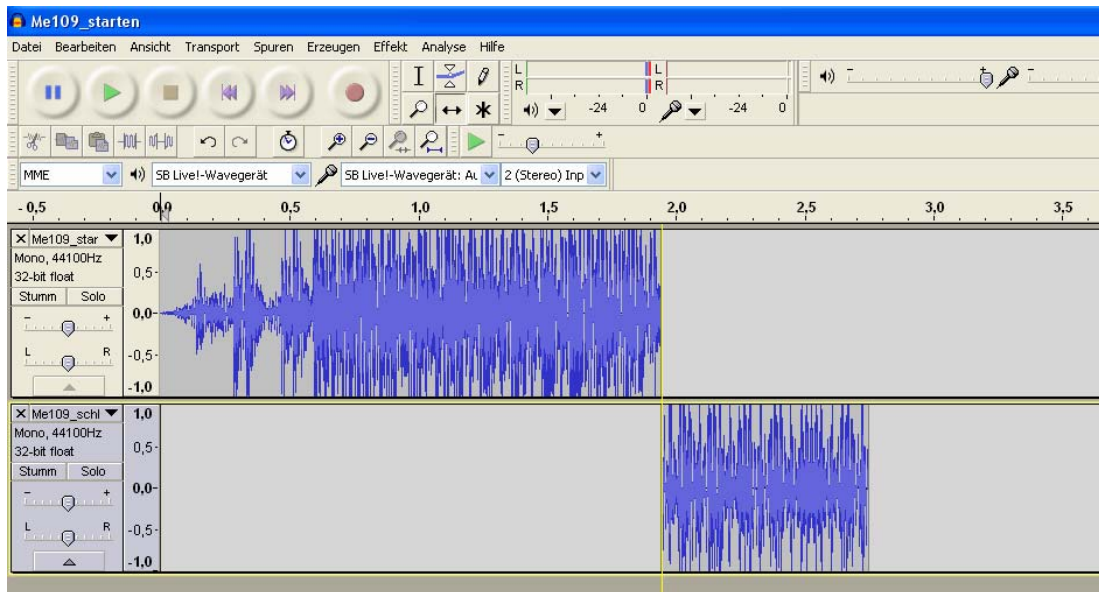 Me109_starten
Datei Bearbeiten Ansicht Transport Spuren Erzeugen Effekt Analyse Hilfe
L
R
-24 0
L
R
-24 0
- +
MME SB Live!-Wavegerät SB Live!-Wavegerät: Au 2 (Stereo) Inp
- 0,5 0,0 0,5 1,0 1,5 2,0 2,5 3,0 3,5
Me109_star 1,0
Mono, 44100Hz
32-bit float 0,5-
Stumm Solo
- + 0,0-
L R -0,5-
-1,0
Me109_schl 1,0
Mono, 44100Hz
32-bit float 0,5-
Stumm Solo
- + 0,0-
L R -0,5-
-1,0